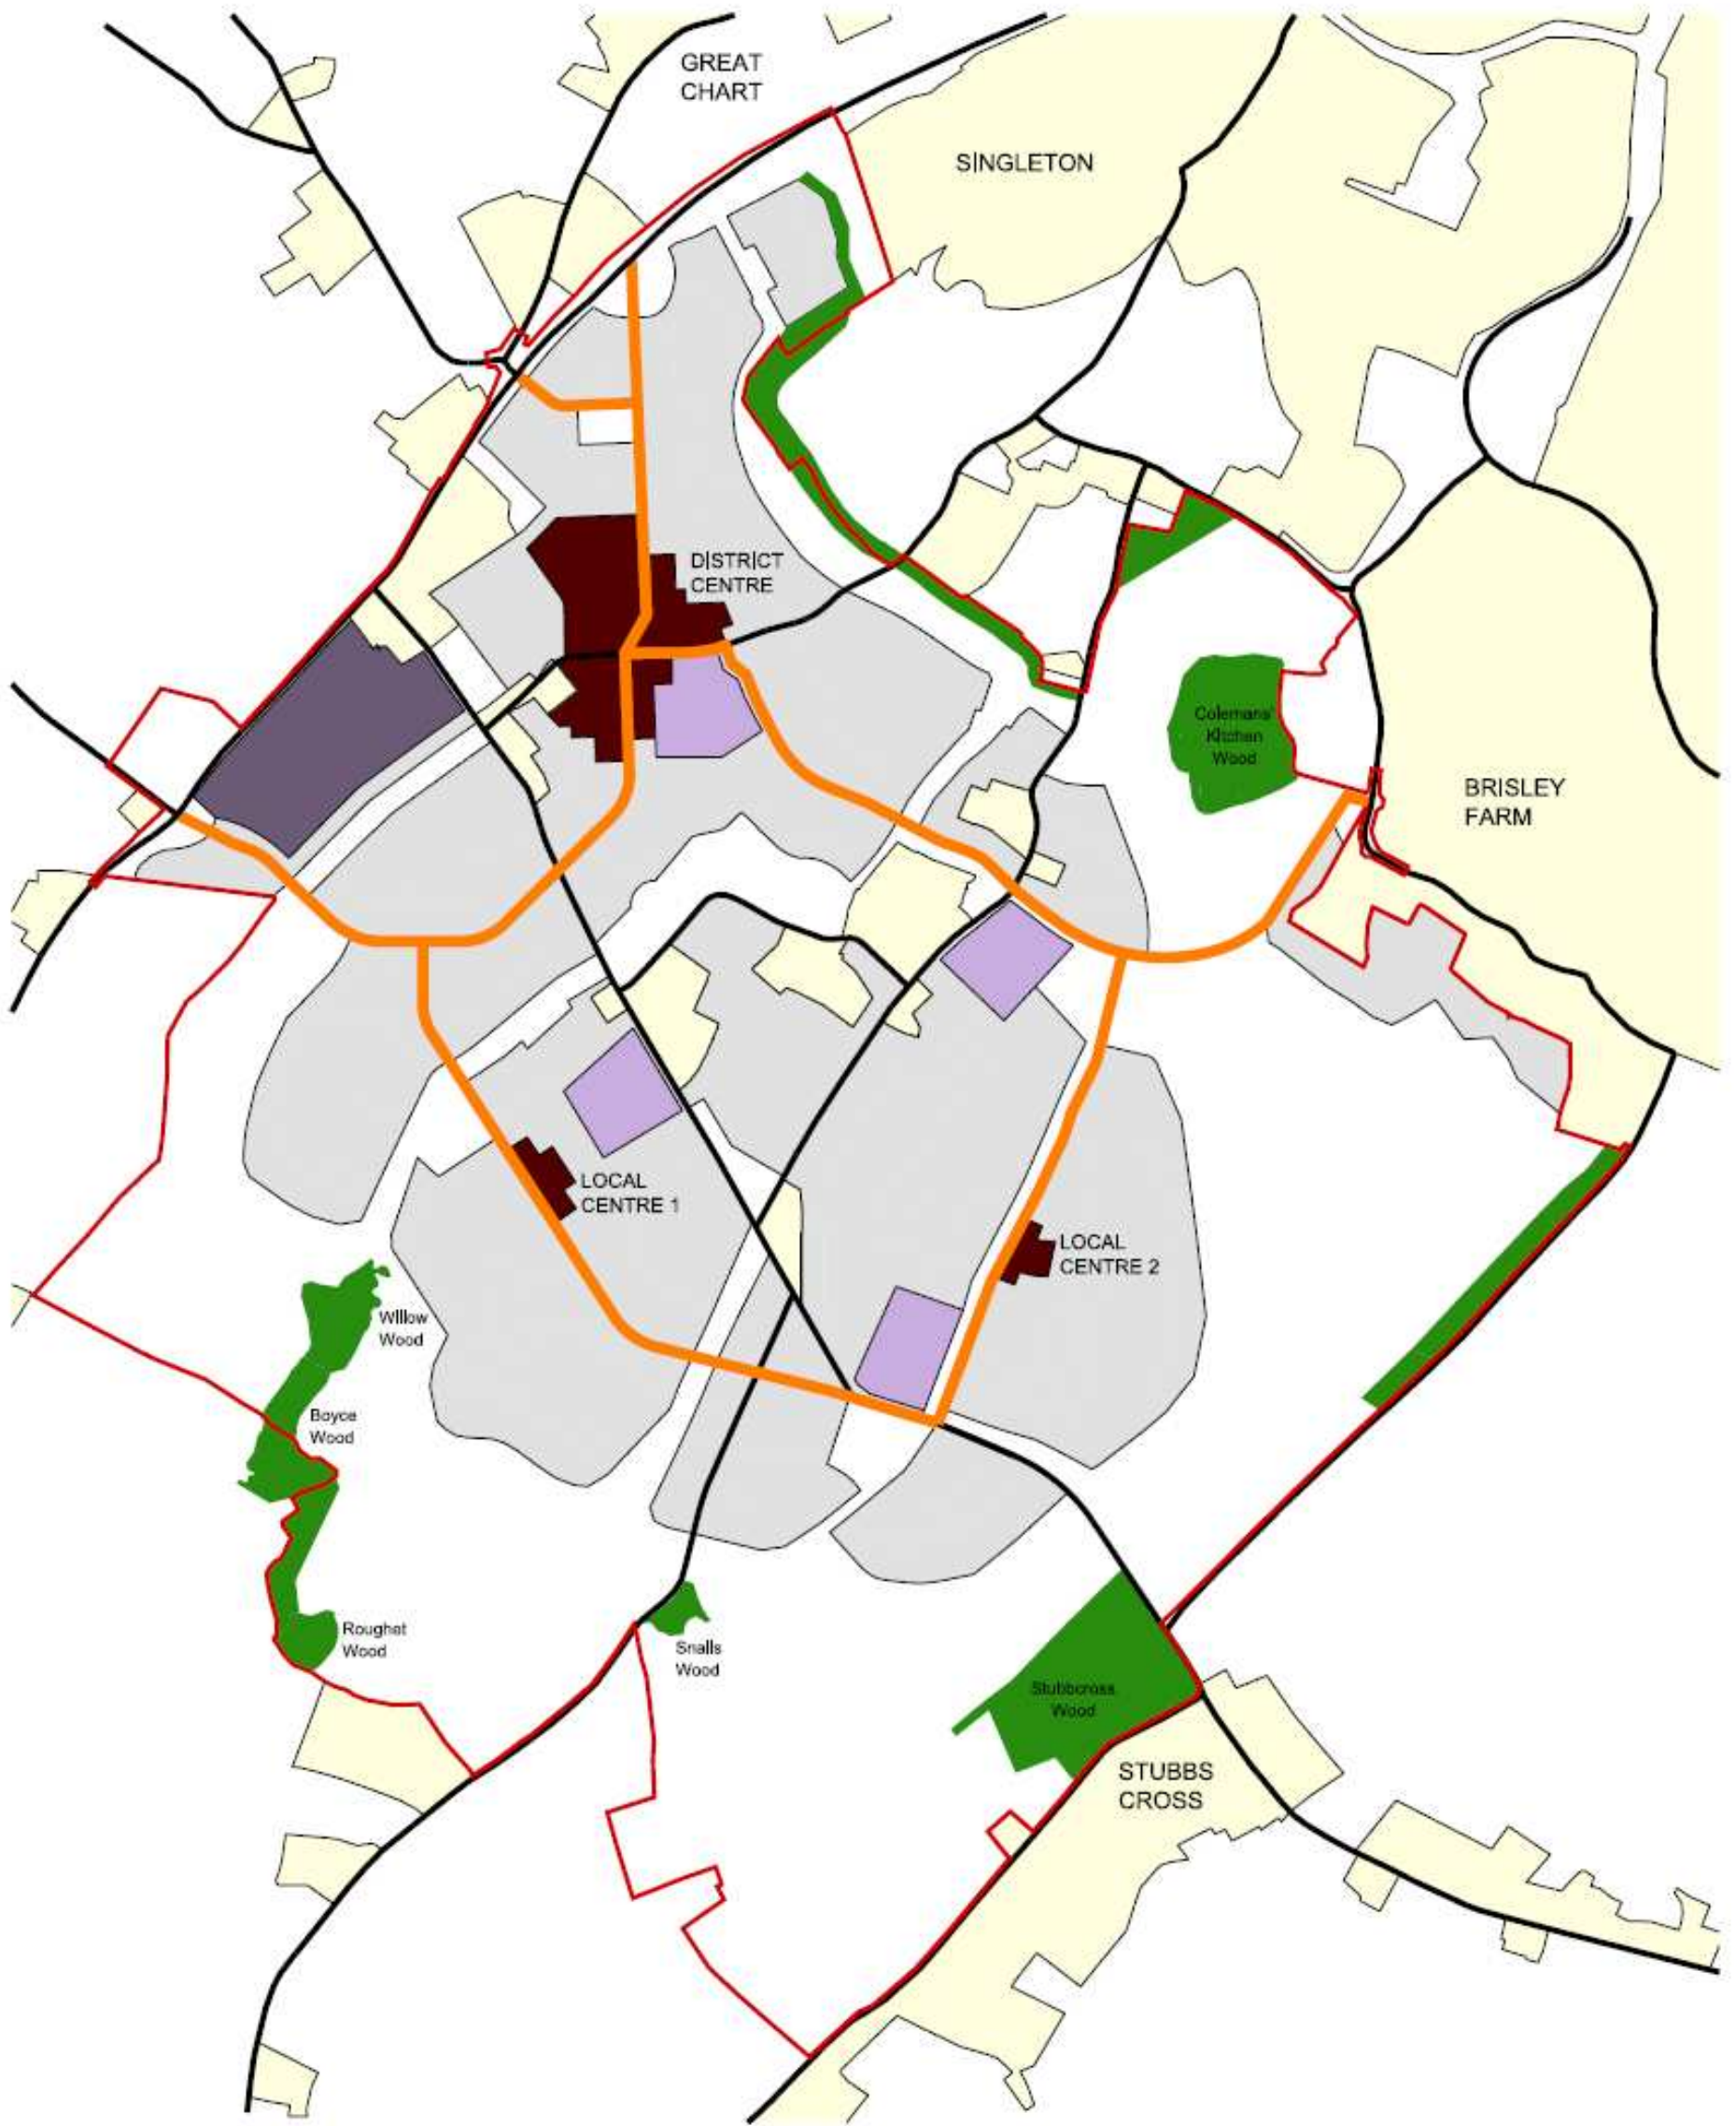 GREAT
CHART
SINGLETON
DISTRICT
CENTRE
Colemans'
Kitchen
Wood
BRISLEY
FARM
LOCAL
CENTRE 1
LOCAL
CENTRE 2
Willow
Wood
Boyce
Wood
Roughet
Wood
Snalls
Wood
Stubbcross
Wood
STUBBS
CROSS